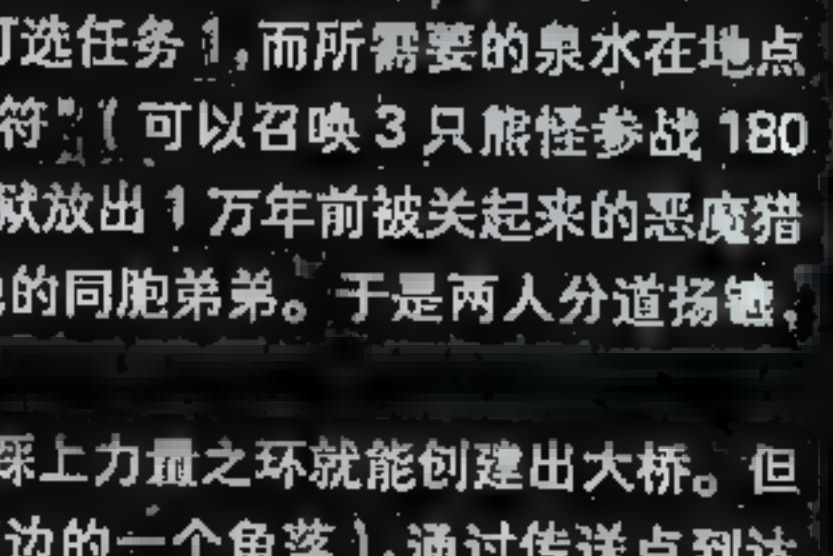 可选任务1，而所需要的泉水在地点
符”（可以召唤3只熊怪参战180
狱放出1万年前被关起来的恶魔猎
的同胞弟弟。于是两人分道扬镳，
踩上力量之环就能创建出大桥。但
边的一个角落），通过传送点到达